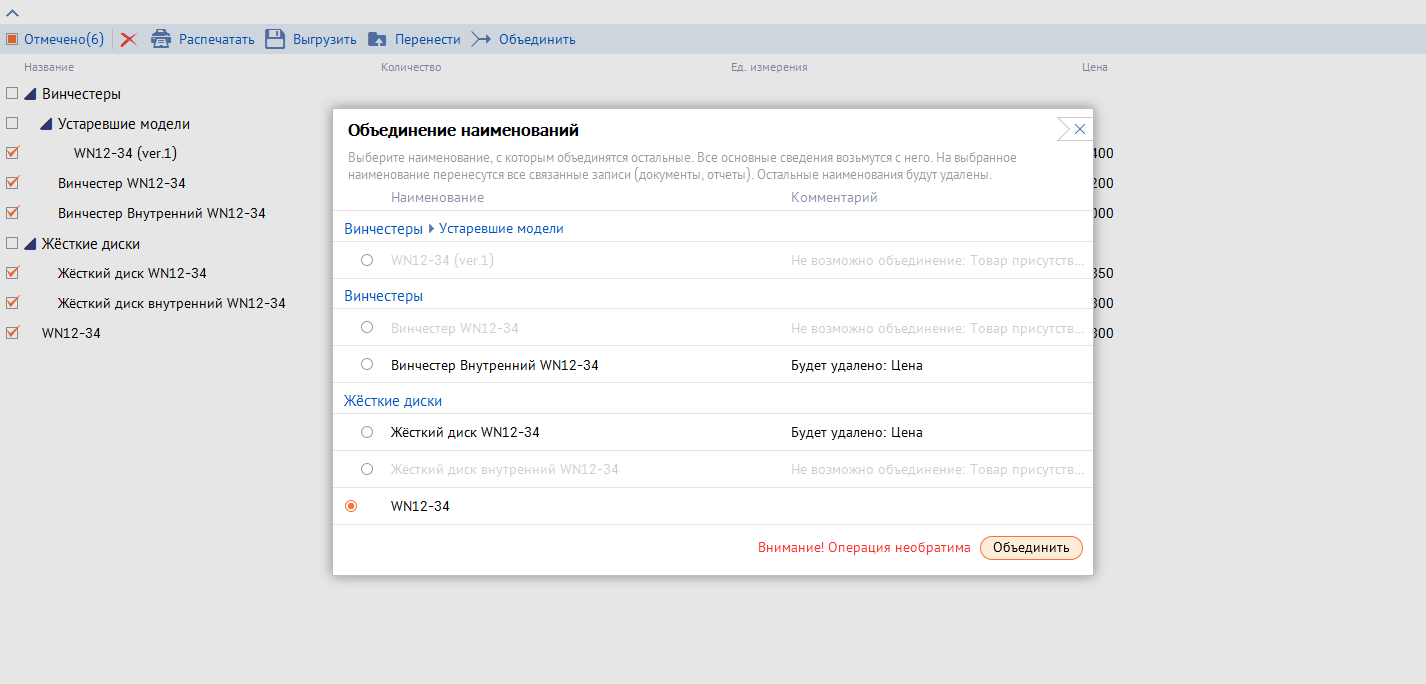 Отмечено(6) Распечатать Выгрузить Перенести Объединить
Название Количество Ед. измерения Цена
Винчестеры
Устаревшие модели
WN12-34 (ver.1)
Винчестер WN12-34
Винчестер Внутренний WN12-34
Жёсткие диски
Жёсткий диск WN12-34
Жёсткий диск внутренний WN12-34
WN12-34
400
200
000
350
300
300
Объединение наименований
Выберите наименование, с которым объединятся остальные. Все основные сведения возьмутся с него. На выбранное
наименование перенесутся все связанные записи (документы, отчеты). Остальные наименования будут удалены.
Наименование Комментарий
Винчестеры Устаревшие модели
WN12-34 (ver.1) Не возможно объединение: Товар присутств...
Винчестеры
Винчестер WN12-34 Не возможно объединение: Товар присутств...
Винчестер Внутренний WN12-34 Будет удалено: Цена
Жёсткие диски
Жёсткий диск WN12-34 Будет удалено: Цена
Жёсткий диск внутренний WN12-34 Не возможно объединение: Товар присутств...
WN12-34
Внимание! Операция необратима Объединить